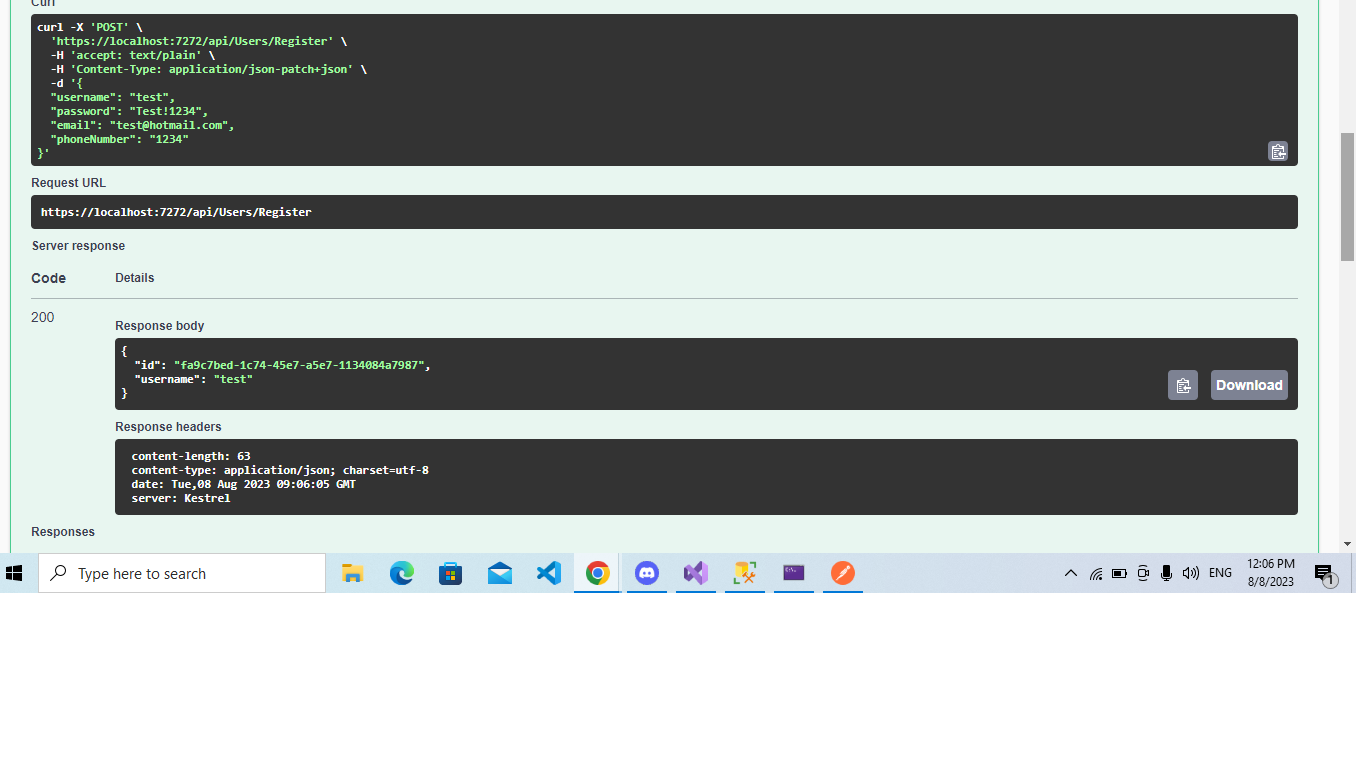 Curl
curl -X 'POST' \
'https://localhost:7272/api/Users/Register' \
-H 'accept: text/plain' \
-H 'Content-Type: application/json-patch+json' \
-d '{
"username": "test",
"password": "Test!1234",
"email": "test@hotmail.com",
"phoneNumber": "1234"
}'
Request URL
https://localhost:7272/api/Users/Register
Server response
Code Details
200
Response body
{
"id": "fa9c7bed-1c74-45e7-a5e7-1134084a7987",
"username": "test"
}
Download
Response headers
content-length: 63
content-type: application/json; charset=utf-8
date: Tue,08 Aug 2023 09:06:05 GMT
server: Kestrel
Responses
Type here to search
ENG
12:06 PM
8/8/2023
1